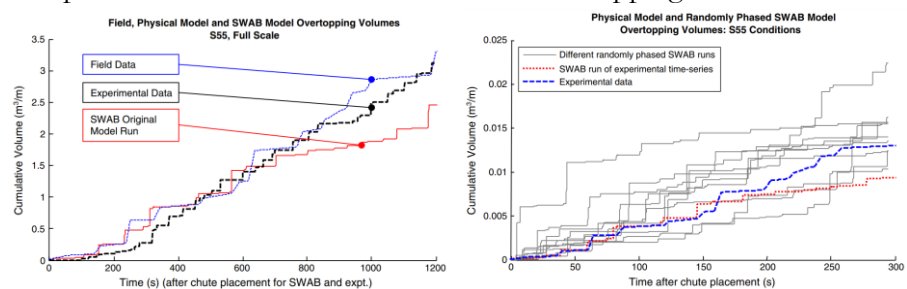 Field, Physical Model and SWAB Model Overtopping Volumes
S55, Full Scale
3.5
3
2.5
2
1.5
1
0.5
0
Cumulative Volume (m³/m)
Field Data
Experimental Data
SWAB Original
Model Run
0
200
400
600
800
1000
1200
Time (s) (after chute placement for SWAB and expt.)
Physical Model and Randomly Phased SWAB Model
Overtopping Volumes: S55 Conditions
0.025
0.02
0.015
0.01
0.005
0
Cumulative Volume (m³/m)
Different randomly phased SWAB runs
SWAB run of experimental time-series
Experimental data
0
50
100
150
200
250
300
Time after chute placement (s)